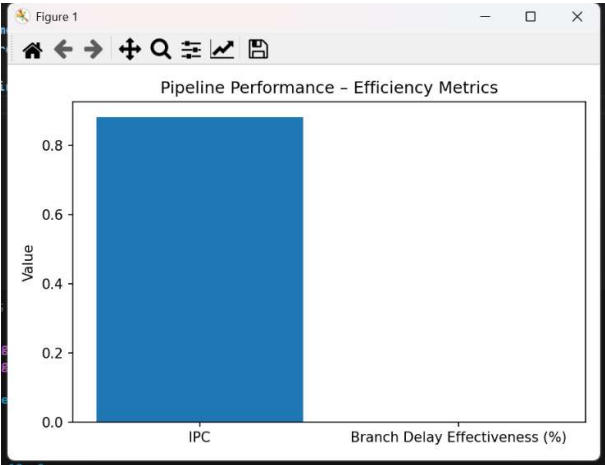 Figure 1
Pipeline Performance – Efficiency Metrics
0.8
0.6
0.4
0.2
0.0
Value
IPC
Branch Delay Effectiveness (%)